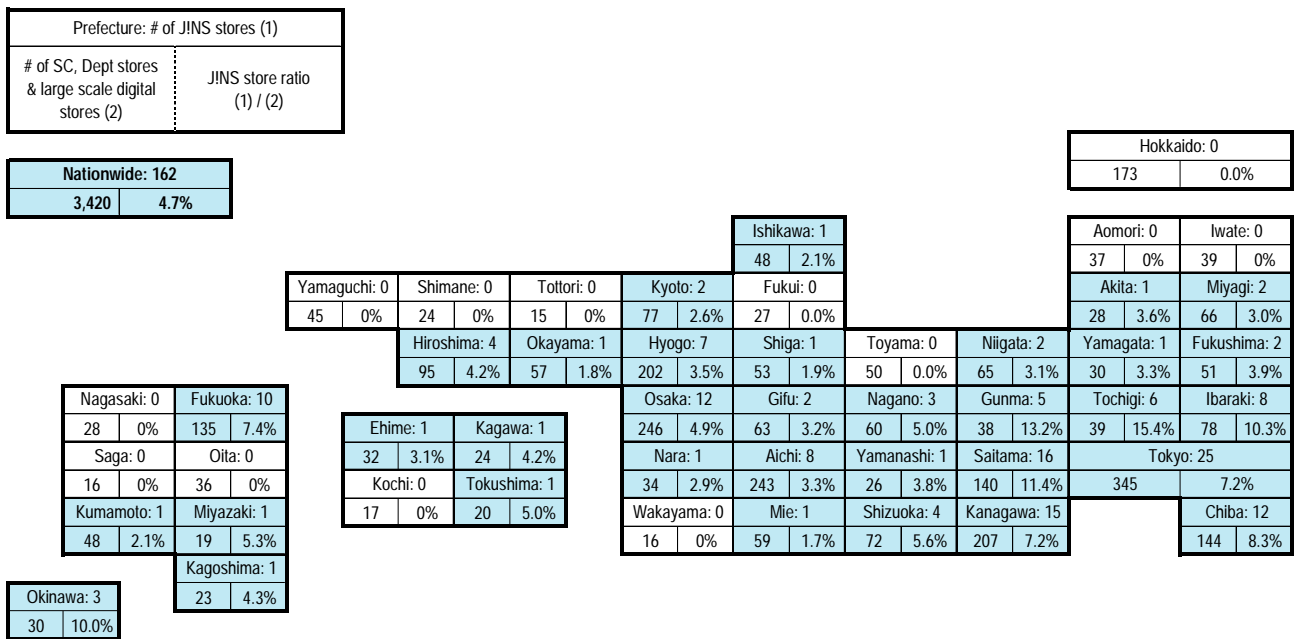 Prefecture: # of J!NS stores (1)
# of SC, Dept stores
& large scale digital
stores (2)
J!NS store ratio
(1) / (2)
Nationwide: 162
3,420 4.7%
Hokkaido: 0
173 0.0%
Ishikawa: 1 Aomori: 0 Iwate: 0
48 2.1% 37 0% 39 0%
Yamaguchi: 0 Shimane: 0 Tottori: 0 Kyoto: 2 Fukui: 0 Akita: 1 Miyagi: 2
45 0% 24 0% 15 0% 77 2.6% 27 0.0% 28 3.6% 66 3.0%
Hiroshima: 4 Okayama: 1 Hyogo: 7 Shiga: 1 Toyama: 0 Niigata: 2 Yamagata: 1 Fukushima: 2
95 4.2% 57 1.8% 202 3.5% 53 1.9% 50 0.0% 65 3.1% 30 3.3% 51 3.9%
Nagasaki: 0 Fukuoka: 10 Osaka: 12 Gifu: 2 Nagano: 3 Gunma: 5 Tochigi: 6 Ibaraki: 8
28 0% 135 7.4% 246 4.9% 63 3.2% 60 5.0% 38 13.2% 39 15.4% 78 10.3%
Ehime: 1 Kagawa: 1
32 3.1% 24 4.2%
Saga: 0 Oita: 0 Nara: 1 Aichi: 8 Yamanashi: 1 Saitama: 16 Tokyo: 25
16 0% 36 0% 34 2.9% 243 3.3% 26 3.8% 140 11.4% 345 7.2%
Kochi: 0 Tokushima: 1
17 0% 20 5.0%
Kumamoto: 1 Miyazaki: 1 Wakayama: 0 Mie: 1 Shizuoka: 4 Kanagawa: 15 Chiba: 12
48 2.1% 19 5.3% 16 0% 59 1.7% 72 5.6% 207 7.2% 144 8.3%
Kagoshima: 1
23 4.3%
Okinawa: 3
30 10.0%